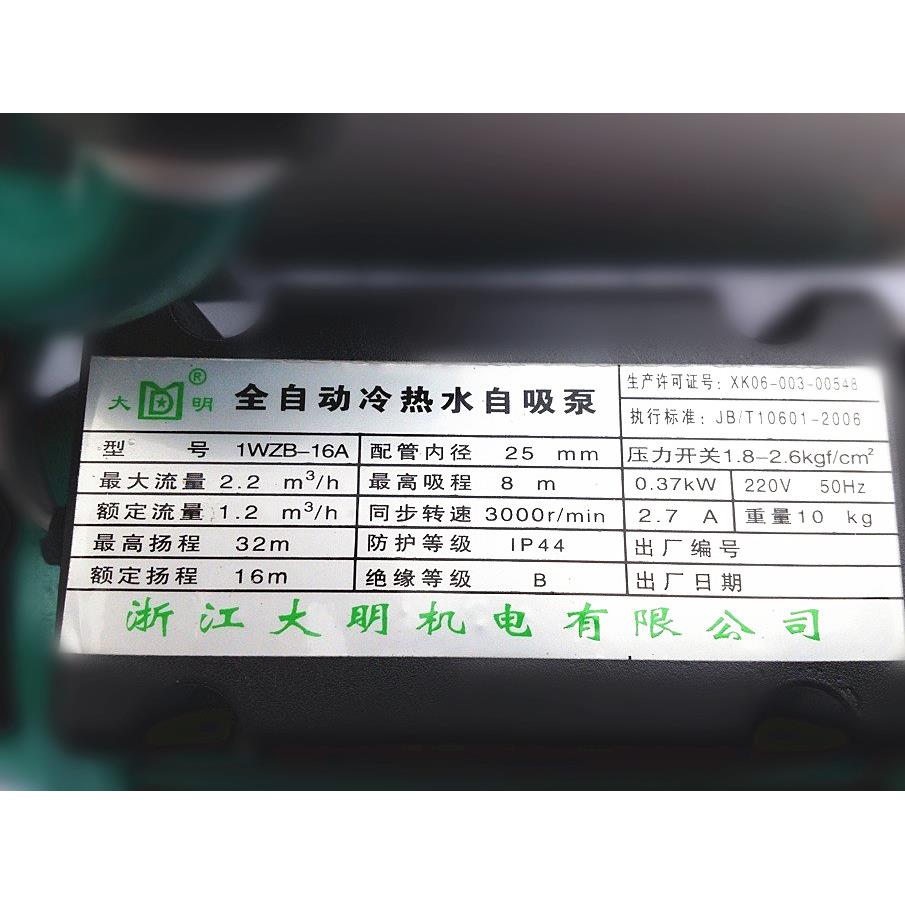 大明® 全自动冷热水自吸泵
生产许可证号：XK06-003-00548
执行标准：JB/T10601-2006
型 号 1WZB-16A 配管内径 25 mm 压力开关1.8-2.6kgf/cm²
最大流量 2.2 m³/h 最高吸程 8 m 0.37kW 220V 50Hz
额定流量 1.2 m³/h 同步转速 3000r/min 2.7 A 重量10 kg
最高扬程 32m 防护等级 IP44 出厂编号
额定扬程 16m 绝缘等级 B 出厂日期
浙江大明机电有限公司